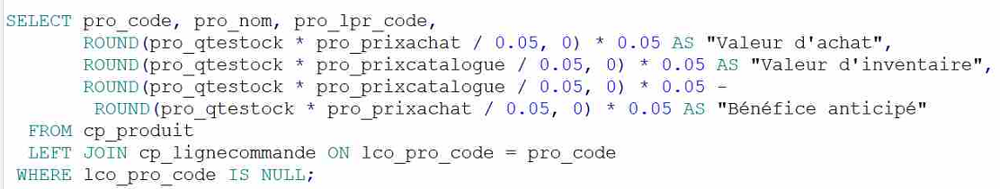 SELECT pro_code, pro_nom, pro_lpr_code,
ROUND(pro_qtestock * pro_prixachat / 0.05, 0) * 0.05 AS "Valeur d'achat",
ROUND(pro_qtestock * pro_prixcatalogue / 0.05, 0) * 0.05 AS "Valeur d'inventaire",
ROUND(pro_qtestock * pro_prixcatalogue / 0.05, 0) * 0.05 -
ROUND(pro_qtestock * pro_prixachat / 0.05, 0) * 0.05 AS "Bénéfice anticipé"
FROM cp_produit
LEFT JOIN cp_lignecommande ON lco_pro_code = pro_code
WHERE lco_pro_code IS NULL;